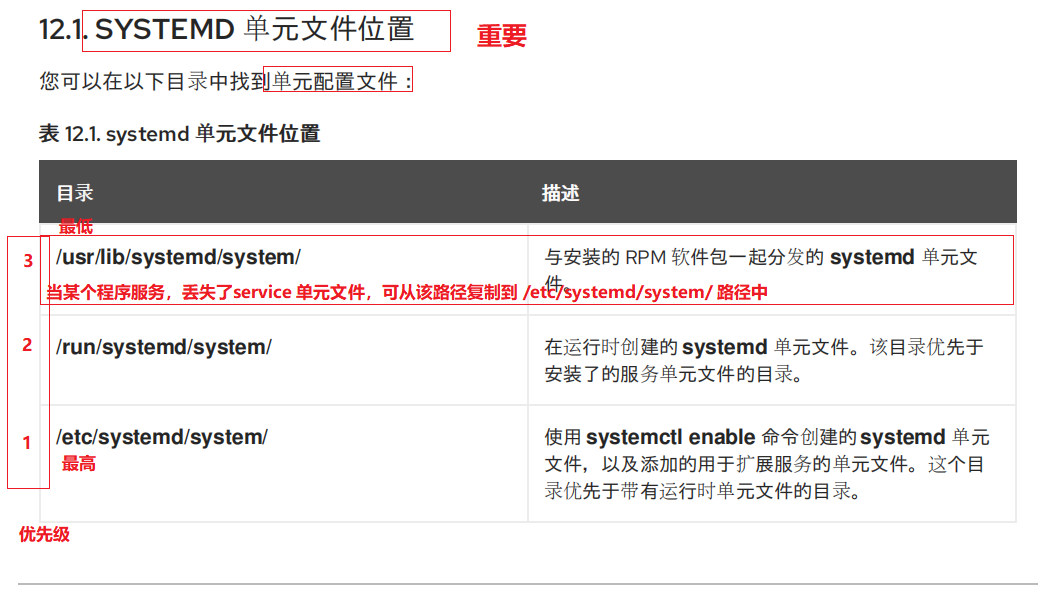 12.1. SYSTEMD 单元文件位置
重要
您可以在以下目录中找到单元配置文件：
表 12.1. systemd 单元文件位置
目录
描述
最低
3
/usr/lib/systemd/system/
与安装的 RPM 软件包一起分发的 systemd 单元文
件。
当某个程序服务，丢失了service 单元文件，可从该路径复制到 /etc/systemd/system/ 路径中
2
/run/systemd/system/
在运行时创建的 systemd 单元文件。该目录优先于
安装了的服务单元文件的目录。
1
/etc/systemd/system/
最高
使用 systemctl enable 命令创建的 systemd 单元
文件，以及添加的用于扩展服务的单元文件。这个目
录优先于带有运行时单元文件的目录。
优先级